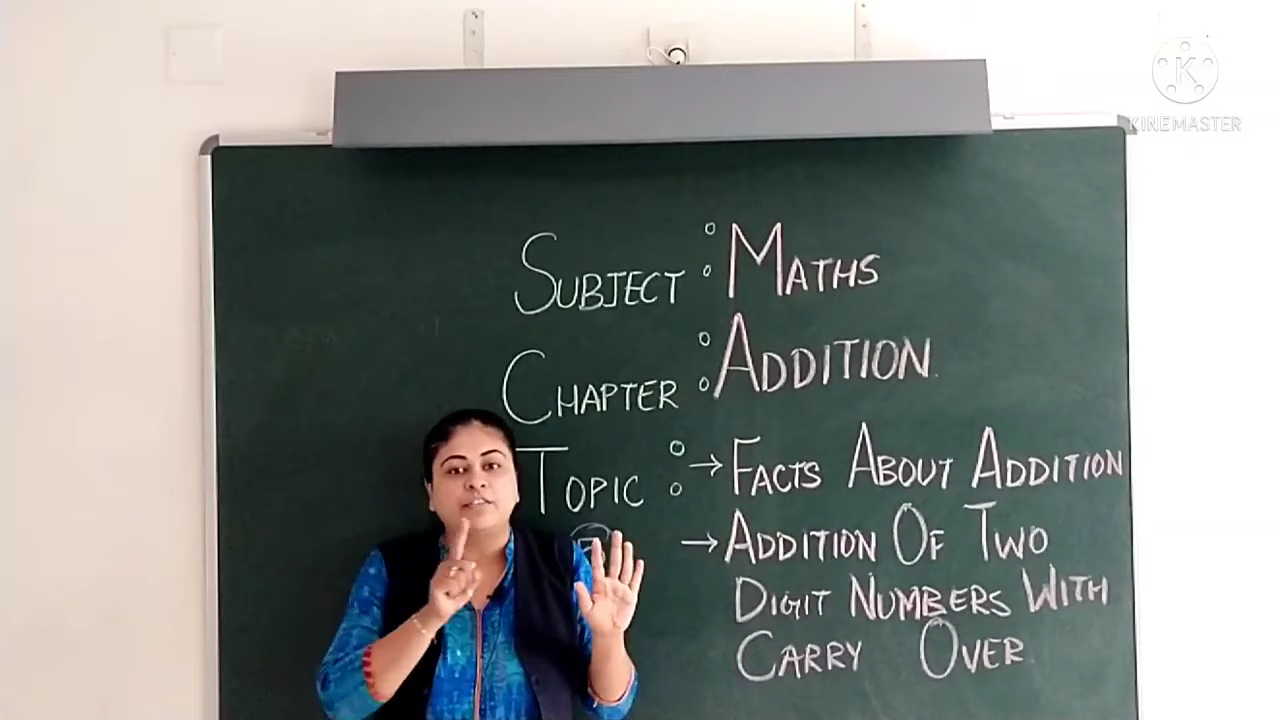 KINEMASTER
SUBJECT : MATHS
CHAPTER : ADDITION
TOPIC : → FACTS ABOUT ADDITION
→ ADDITION OF TWO
DIGIT NUMBERS WITH
CARRY OVER